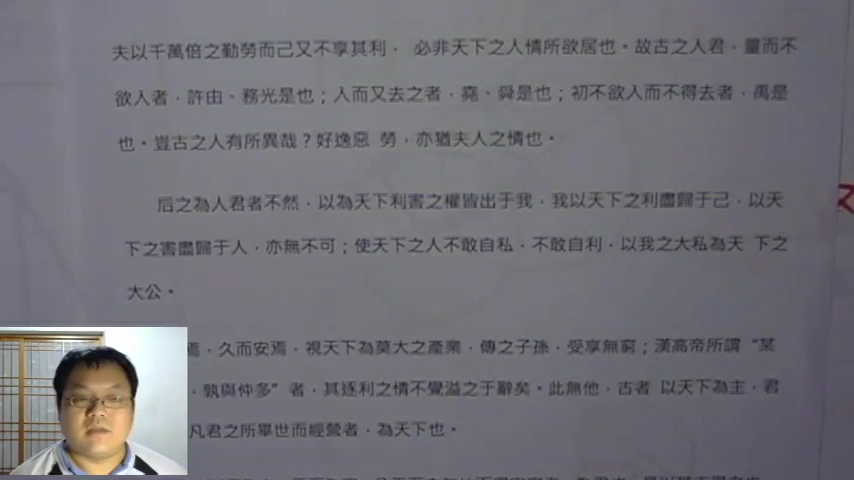 夫以千萬倍之勤勞而己又不享其利， 必非天下之人情所欲居也。故古之人君，量而不
欲入者，許由、務光是也；入而又去之者，堯、舜是也；初不欲入而不得去者，禹是
也。豈古之人有所異哉？好逸惡 勞，亦猶夫人之情也。
后之為人君者不然，以為天下利害之權皆出于我，我以天下之利盡歸于己，以天
下之害盡歸于人，亦無不可；使天下之人不敢自私，不敢自利，以我之大私為天 下之
大公。
焉，久而安焉，視天下為莫大之產業，傳之子孫，受享無窮；漢高帝所謂“某
，孰與仲多”者，其逐利之情不覺溢之于辭矣。此無他，古者 以天下為主，君
凡君之所畢世而經營者，為天下也。